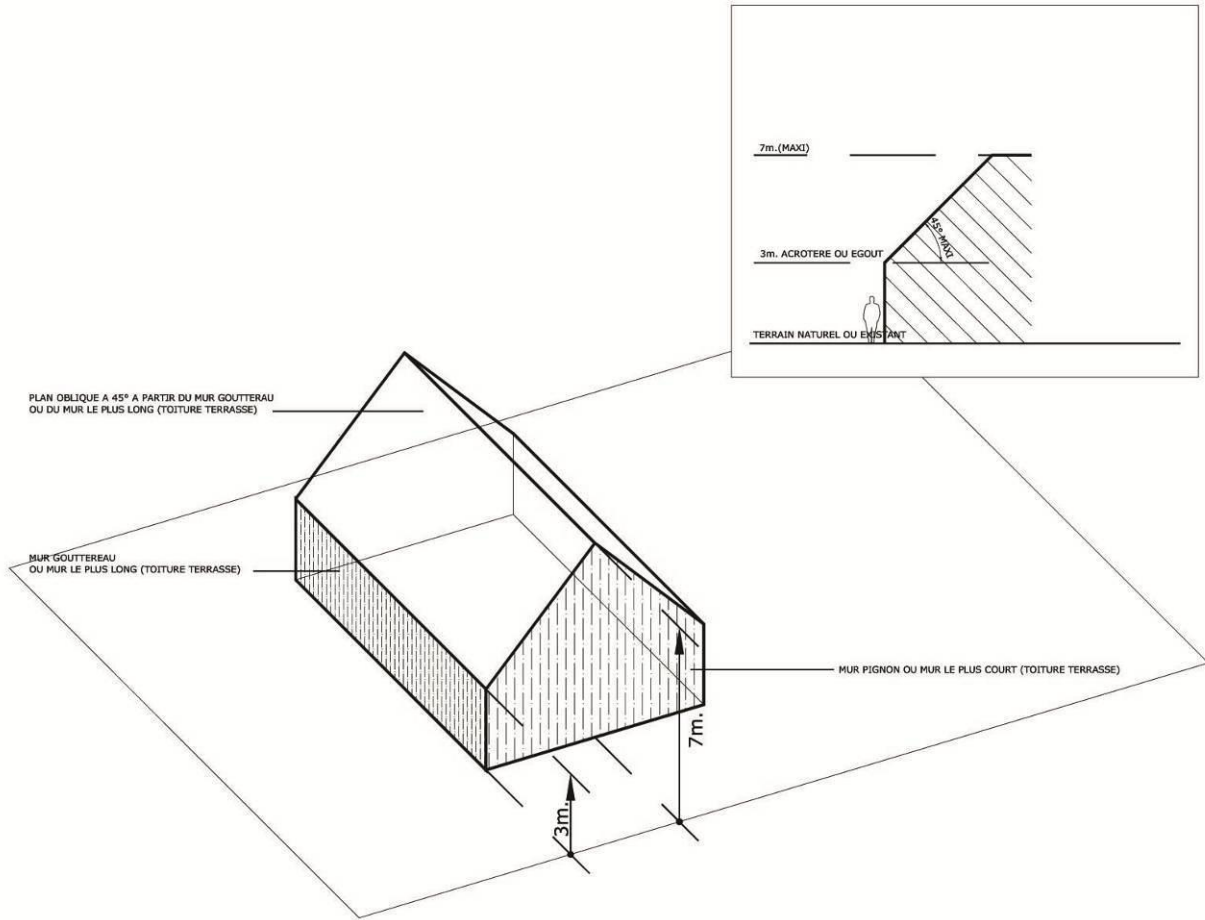 7m.(MAXI)
45° MAXI
3m. ACROTERE OU EGOUT
TERRAIN NATUREL OU EXISTANT
PLAN OBLIQUE A 45° A PARTIR DU MUR GOUTTERAU
OU DU MUR LE PLUS LONG (TOITURE TERRASSE)
MUR GOUTTEREAU
OU MUR LE PLUS LONG (TOITURE TERRASSE)
MUR PIGNON OU MUR LE PLUS COURT (TOITURE TERRASSE)
7m.
3m.